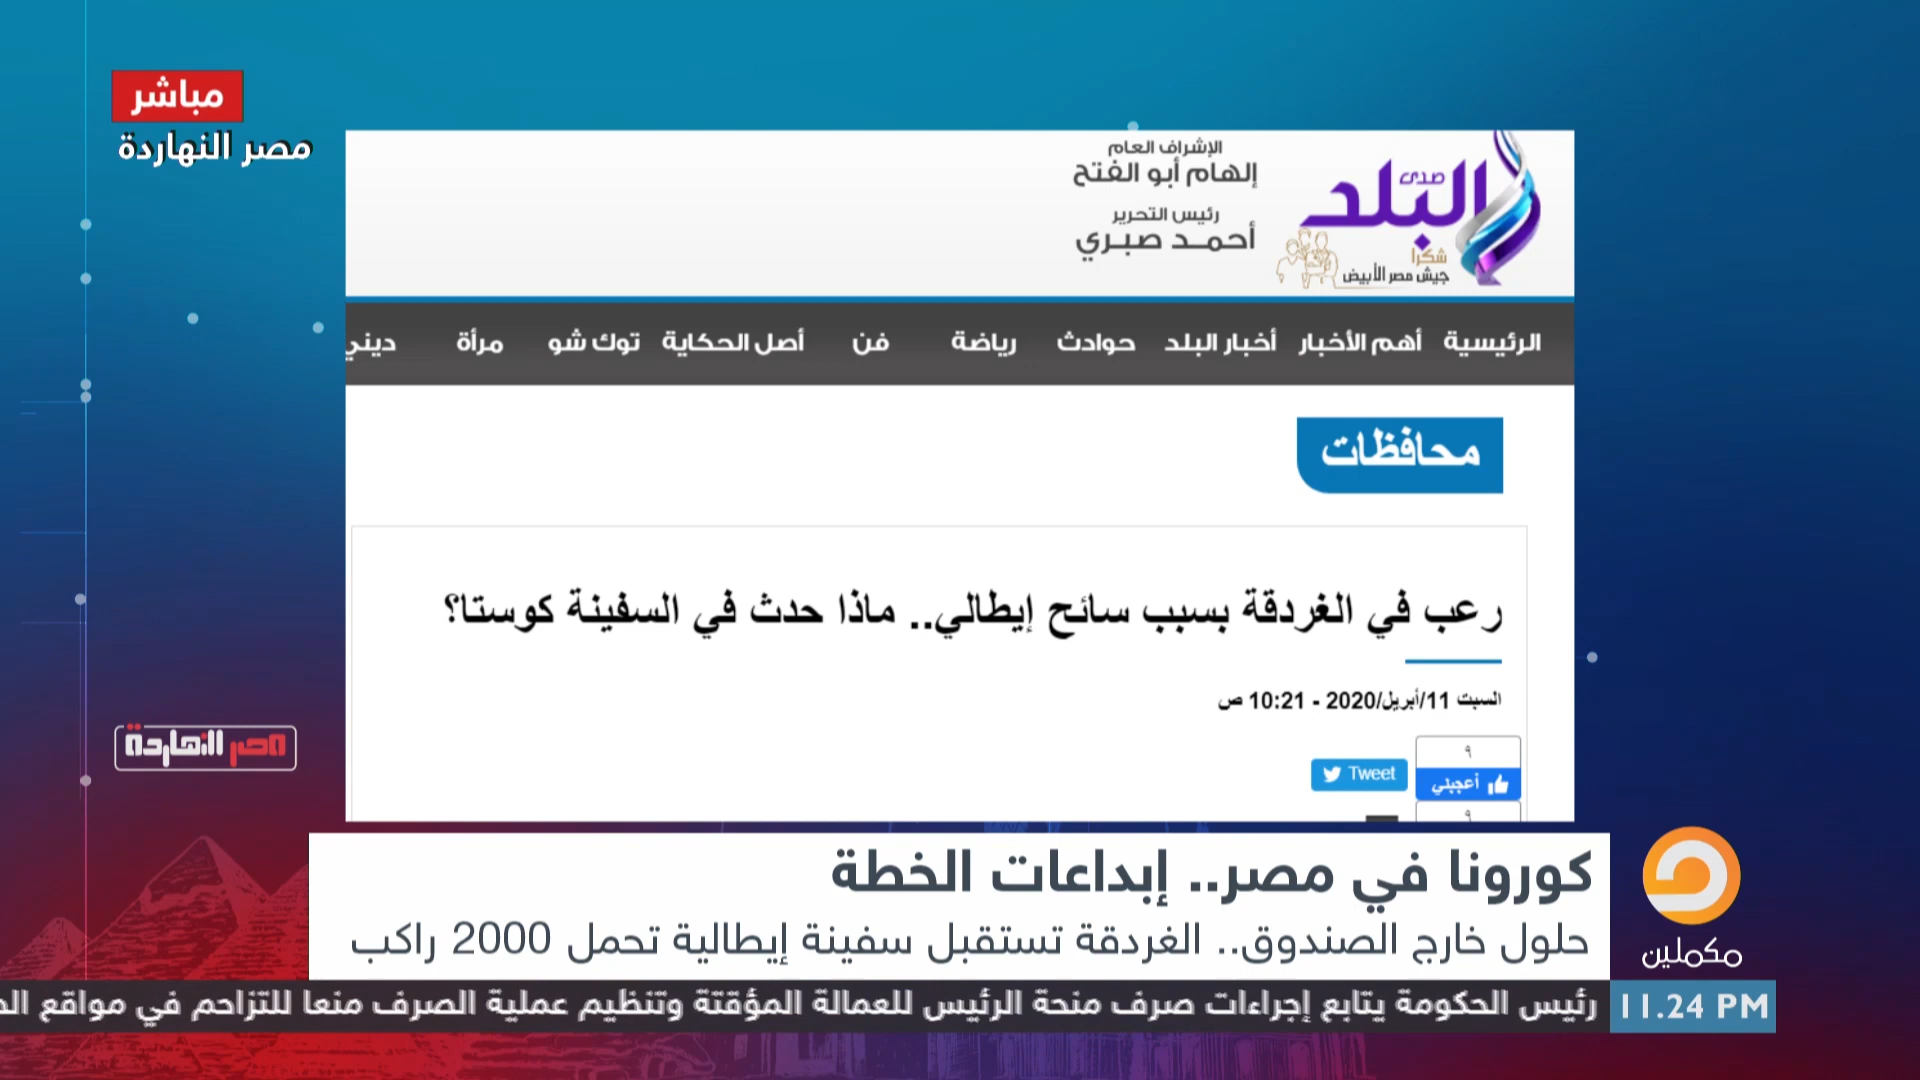 مباشر
مصر النهاردة
الإشراف العام
إلهام أبو الفتح
رئيس التحرير
أحمد صبري
صدى
البلد
شكرا
جيش مصر الأبيض
الرئيسية أهم الأخبار أخبار البلد حوادث رياضة فن أصل الحكاية توك شو مرأة ديني
محافظات
رعب في الغردقة بسبب سائح إيطالي.. ماذا حدث في السفينة كوستا؟
السبت 11/أبريل/2020 - 10:21 ص
٩
Tweet
أعجبني
٩
مصر النهاردة
كورونا في مصر.. إبداعات الخطة
حلول خارج الصندوق.. الغردقة تستقبل سفينة إيطالية تحمل 2000 راكب
مكملين
رئيس الحكومة يتابع إجراءات صرف منحة الرئيس للعمالة المؤقتة وتنظيم عملية الصرف منعا للتزاحم في مواقع
11.24 PM